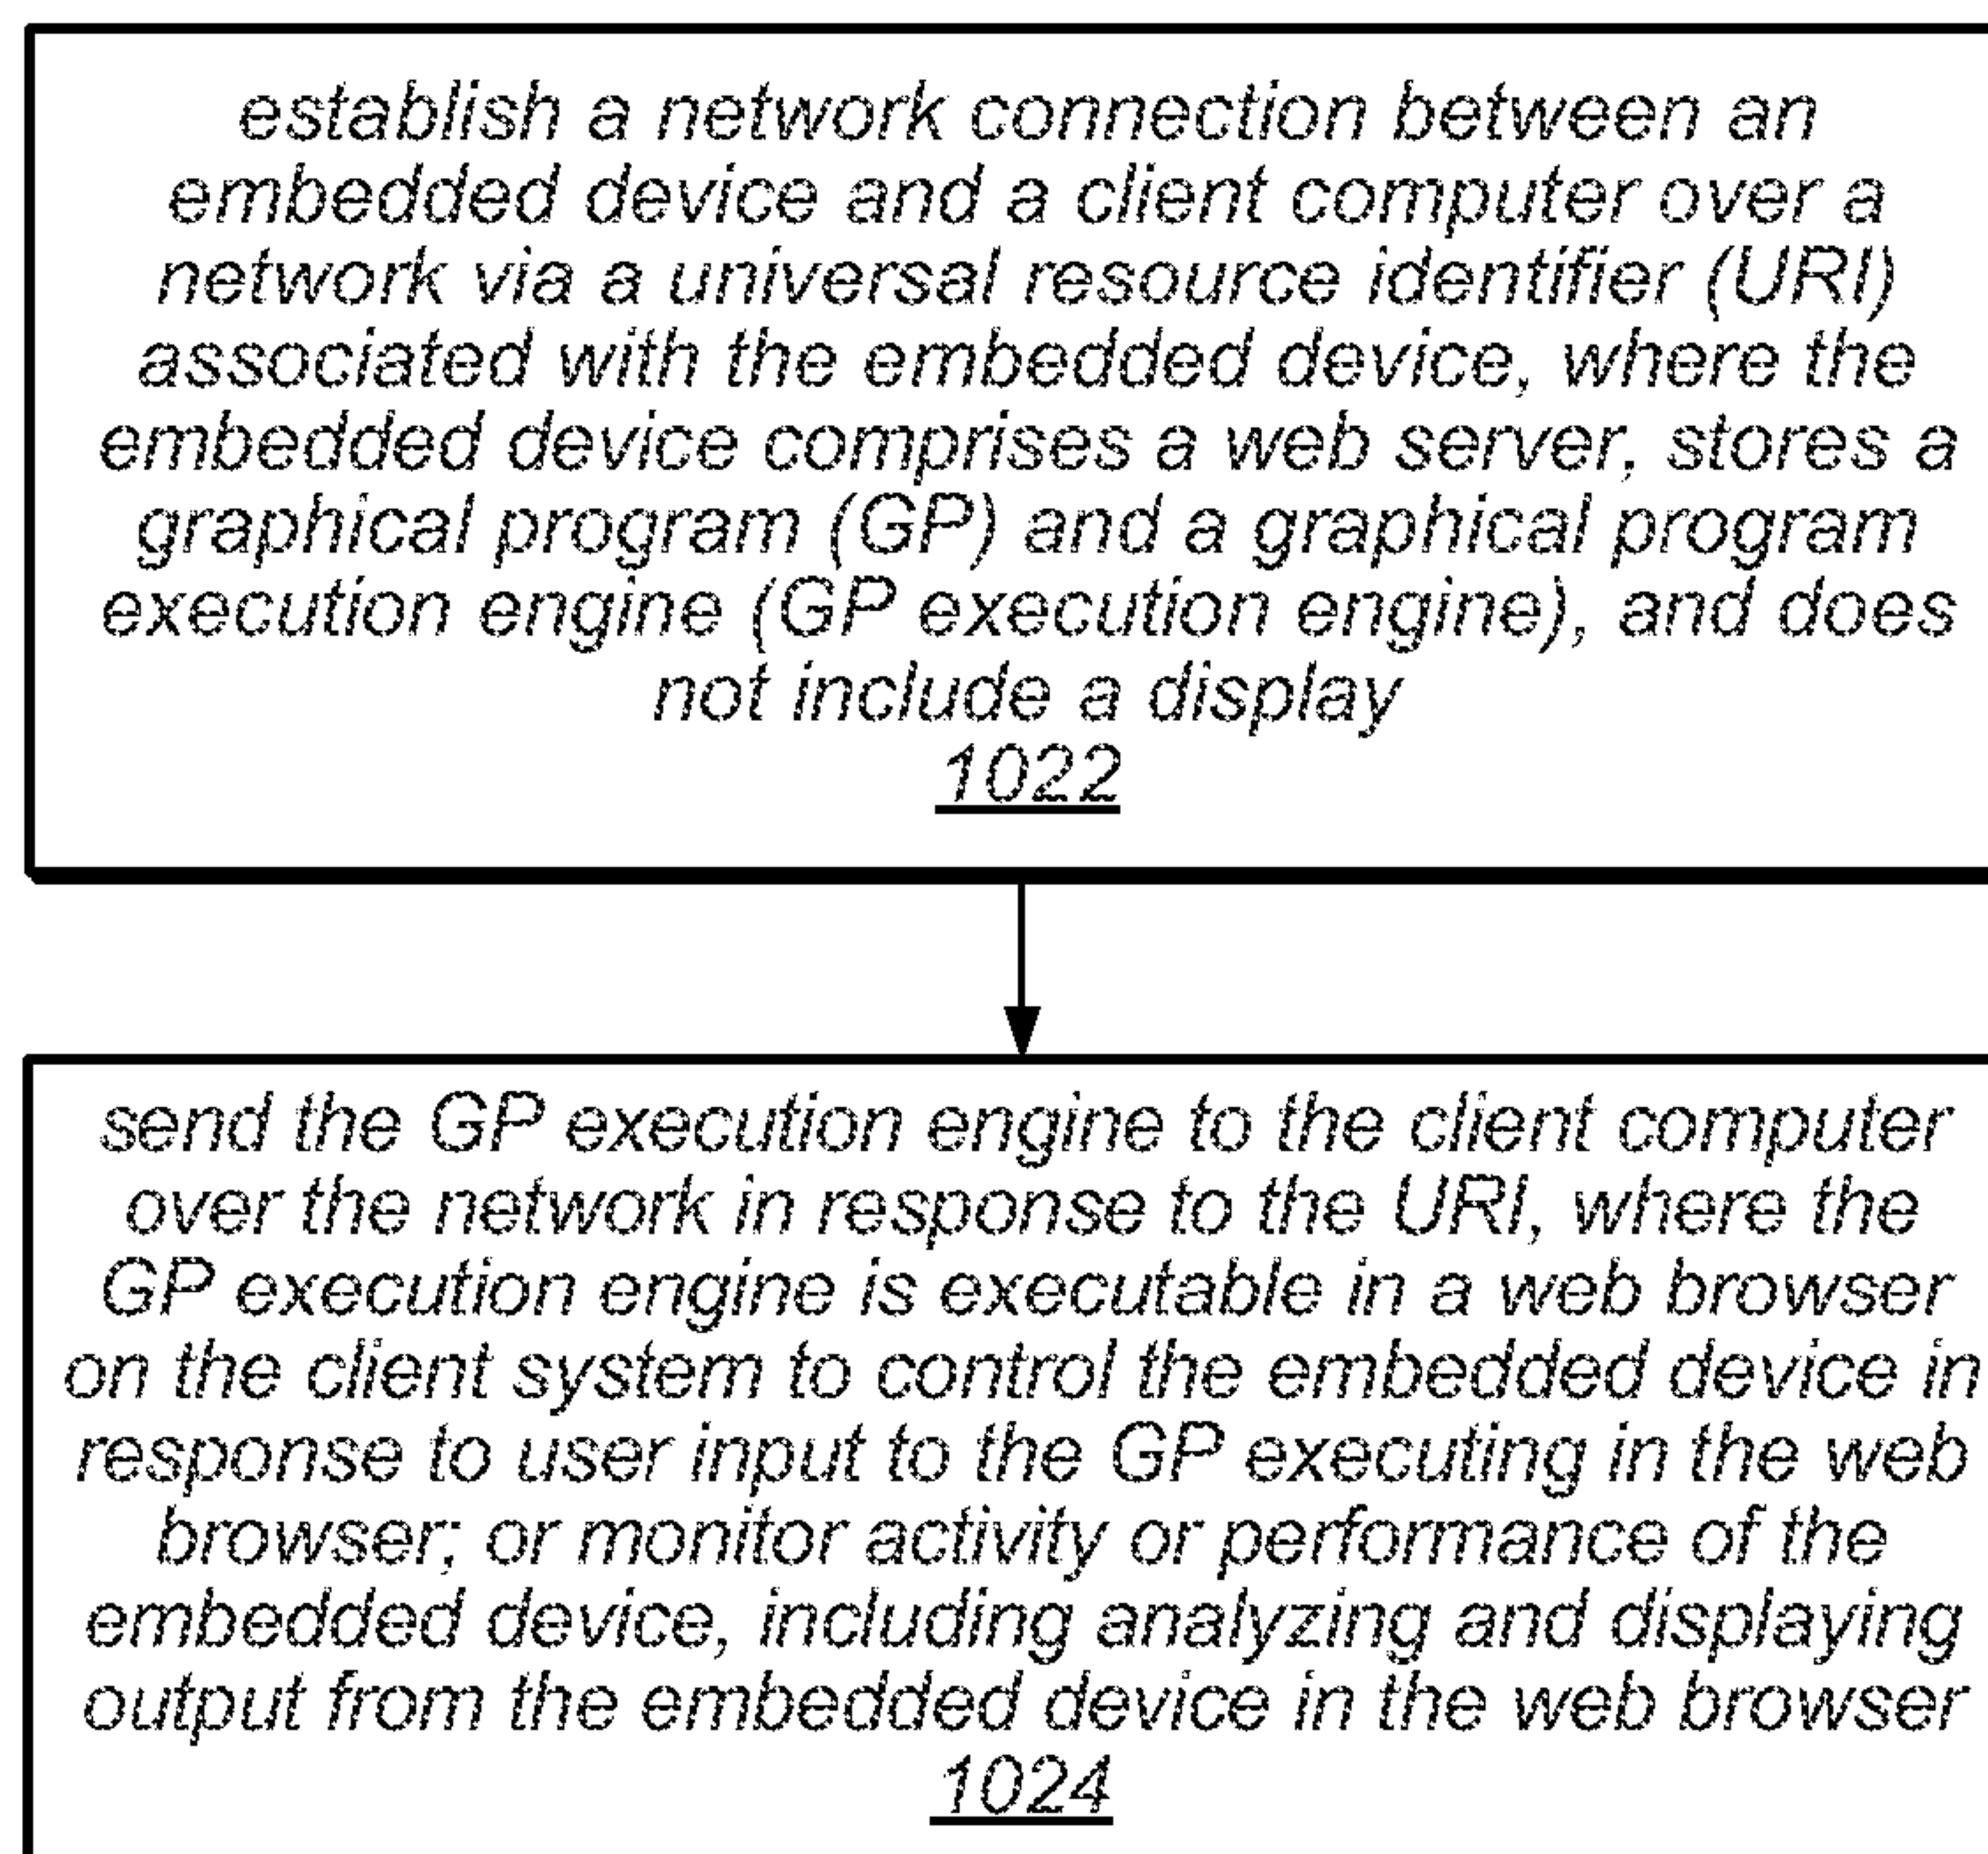 establish a network connection between an
embedded device and a client computer over a
network via a universal resource identifier (URI)
associated with the embedded device, where the
embedded device comprises a web server, stores a
graphical program (GP) and a graphical program
execution engine (GP execution engine), and does
not include a display
1022
send the GP execution engine to the client computer
over the network in response to the URI, where the
GP execution engine is executable in a web browser
on the client system to control the embedded device in
response to user input to the GP executing in the web
browser; or monitor activity or performance of the
embedded device, including analyzing and displaying
output from the embedded device in the web browser
1024